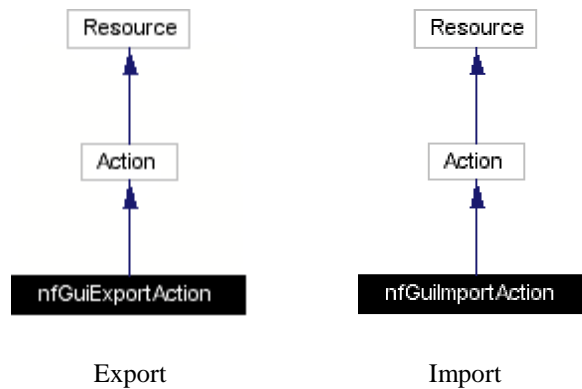 Resource
Action
nfGuiExportAction
Export
Resource
Action
nfGuiImportAction
Import